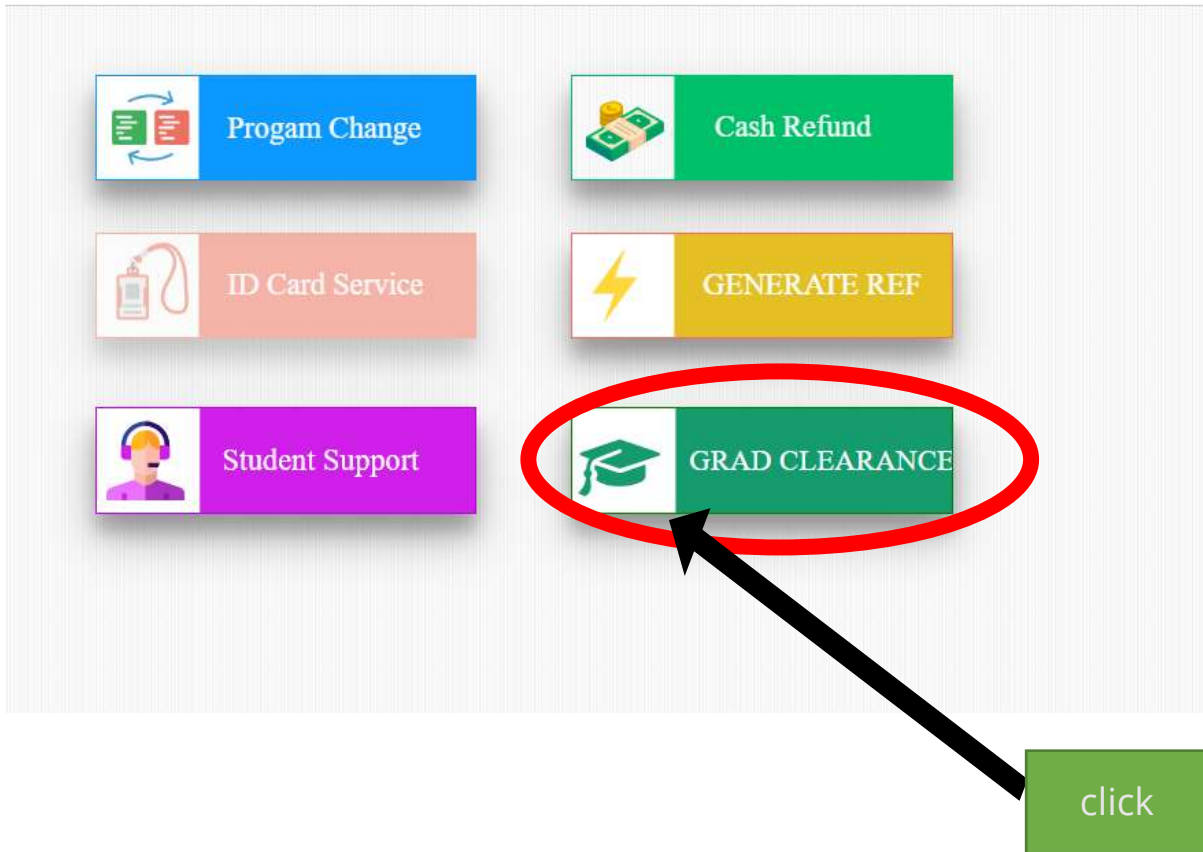 Progam Change
Cash Refund
ID Card Service
GENERATE REF
Student Support
GRAD CLEARANCE
click